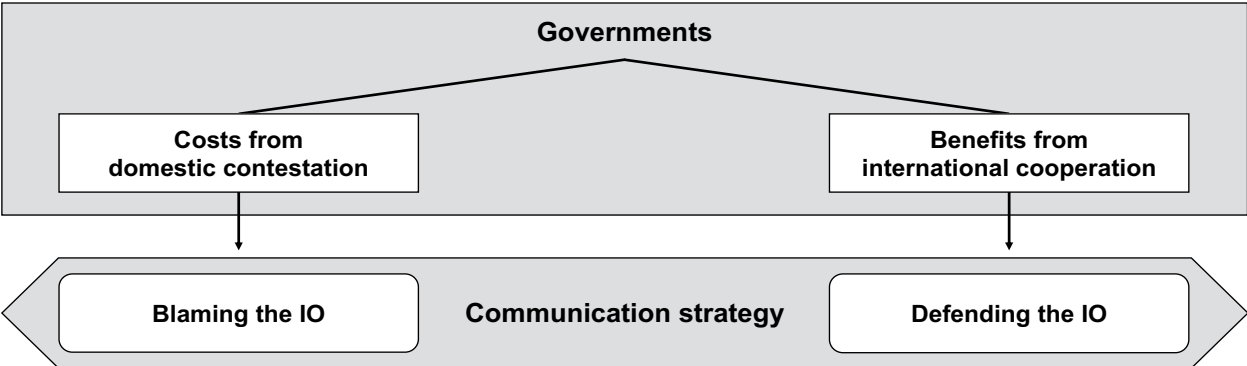 Governments
Costs from
domestic contestation
Benefits from
international cooperation
Blaming the IO
Communication strategy
Defending the IO